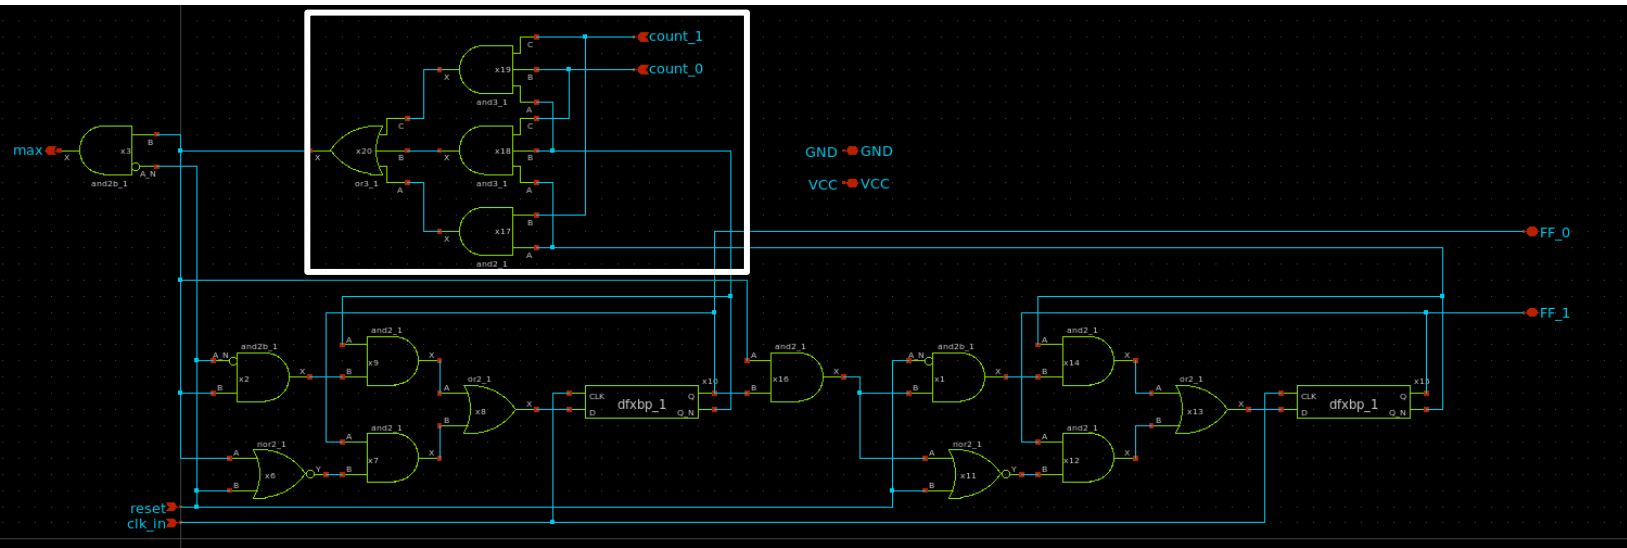 count_1
C
x19
B
X
A
and3_1
count_0
C
C
max
X
x3
B
A_N
and2b_1
X
x20
B
A
or3_1
X
x18
B
A
and3_1
GND
GND
VCC
VCC
B
X
x17
A
and2_1
FF_0
FF_1
and2b_1
A_N
x2
B
X
and2_1
A
x9
B
X
or2_1
A
x8
B
X
and2_1
A
x7
B
X
nor2_1
A
x6
B
Y
CLK
D
dfxbp_1
Q
Q_N
x10
and2_1
A
x16
B
X
and2b_1
A_N
x1
B
X
and2_1
A
x14
B
X
or2_1
A
x13
B
X
and2_1
A
x12
B
X
nor2_1
A
x11
B
Y
CLK
D
dfxbp_1
Q
Q_N
reset
clk_in